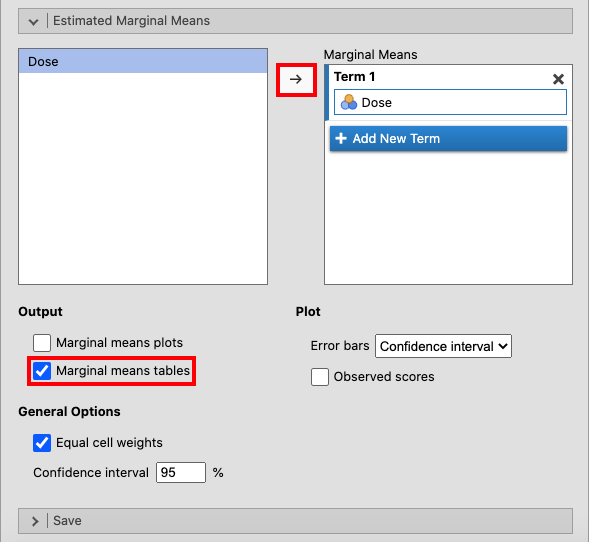 Estimated Marginal Means
Dose
Marginal Means
Term 1
Dose
Add New Term
Output
Plot
Marginal means plots
Marginal means tables
Error bars Confidence interval
Observed scores
General Options
Equal cell weights
Confidence interval 95 %
Save